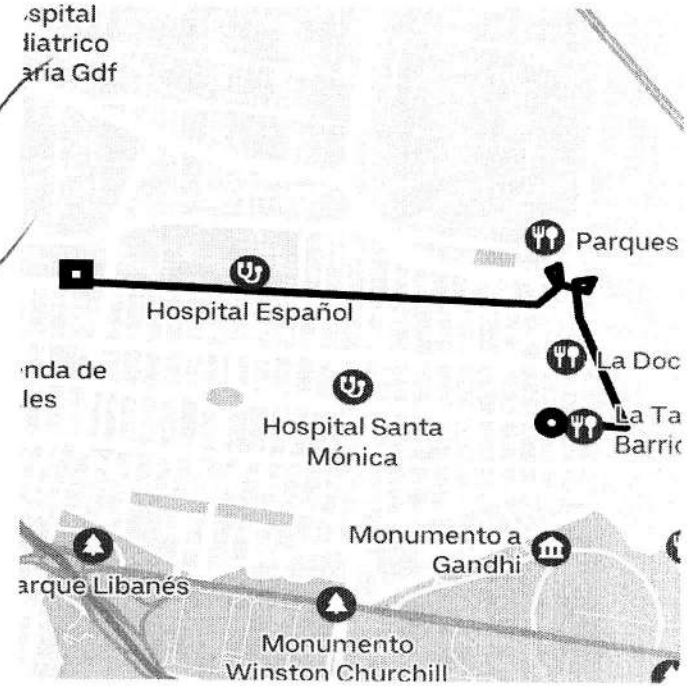 spital
diatrico
aría Gdf
Parques
Hospital Español
enda de
les
La Doc
Hospital Santa
Mónica
La Ta
Barrio
Monumento a
Gandhi
arque Libanés
Monumento
Winston Churchill